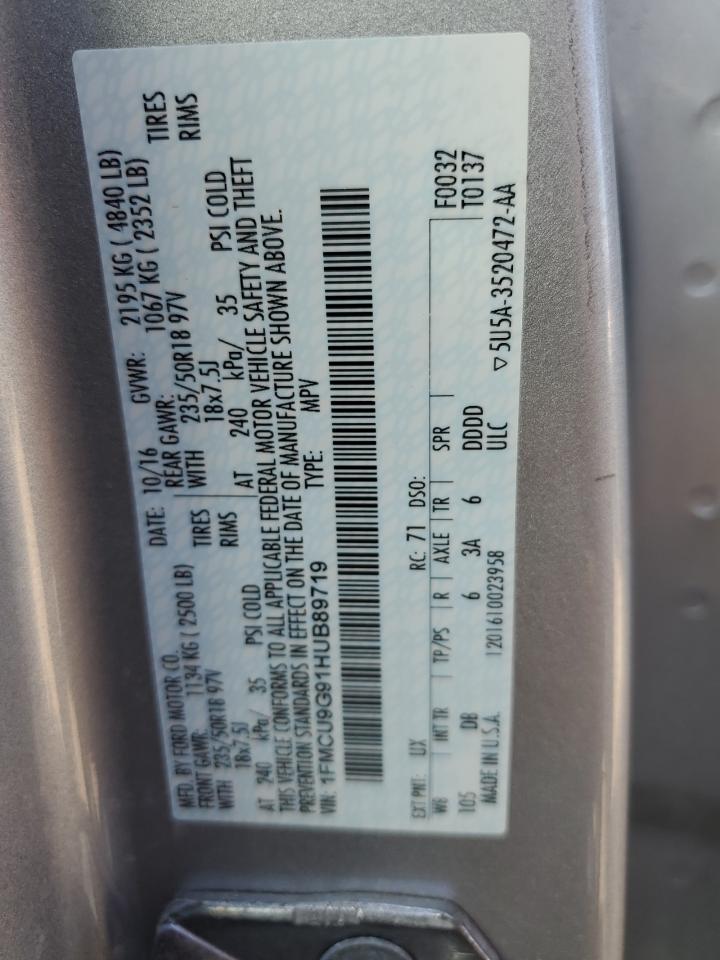 MFD. BY FORD MOTOR CO. DATE: 10/16 GVWR: 2195 KG ( 4840 LB)
FRONT GAWR: 1134 KG ( 2500 LB) REAR GAWR: 1067 KG ( 2352 LB)
WITH 235/50R18 97V TIRES WITH 235/50R18 97V TIRES
18x7.5J RIMS 18x7.5J RIMS
AT 240 kPa/ 35 PSI COLD AT 240 kPa/ 35 PSI COLD
THIS VEHICLE CONFORMS TO ALL APPLICABLE FEDERAL MOTOR VEHICLE SAFETY AND THEFT
PREVENTION STANDARDS IN EFFECT ON THE DATE OF MANUFACTURE SHOWN ABOVE.
VIN: 1FMCU9G91HUB89719 TYPE: MPV
EXT PNT: UX RC: 71 DSO: F0032
WB INT TR TP/PS R AXLE TR SPR T0137
105 DB 6 3A 6 DDDD
MADE IN U.S.A. 1201610023958 ULC ▽5U5A-3520472-AA